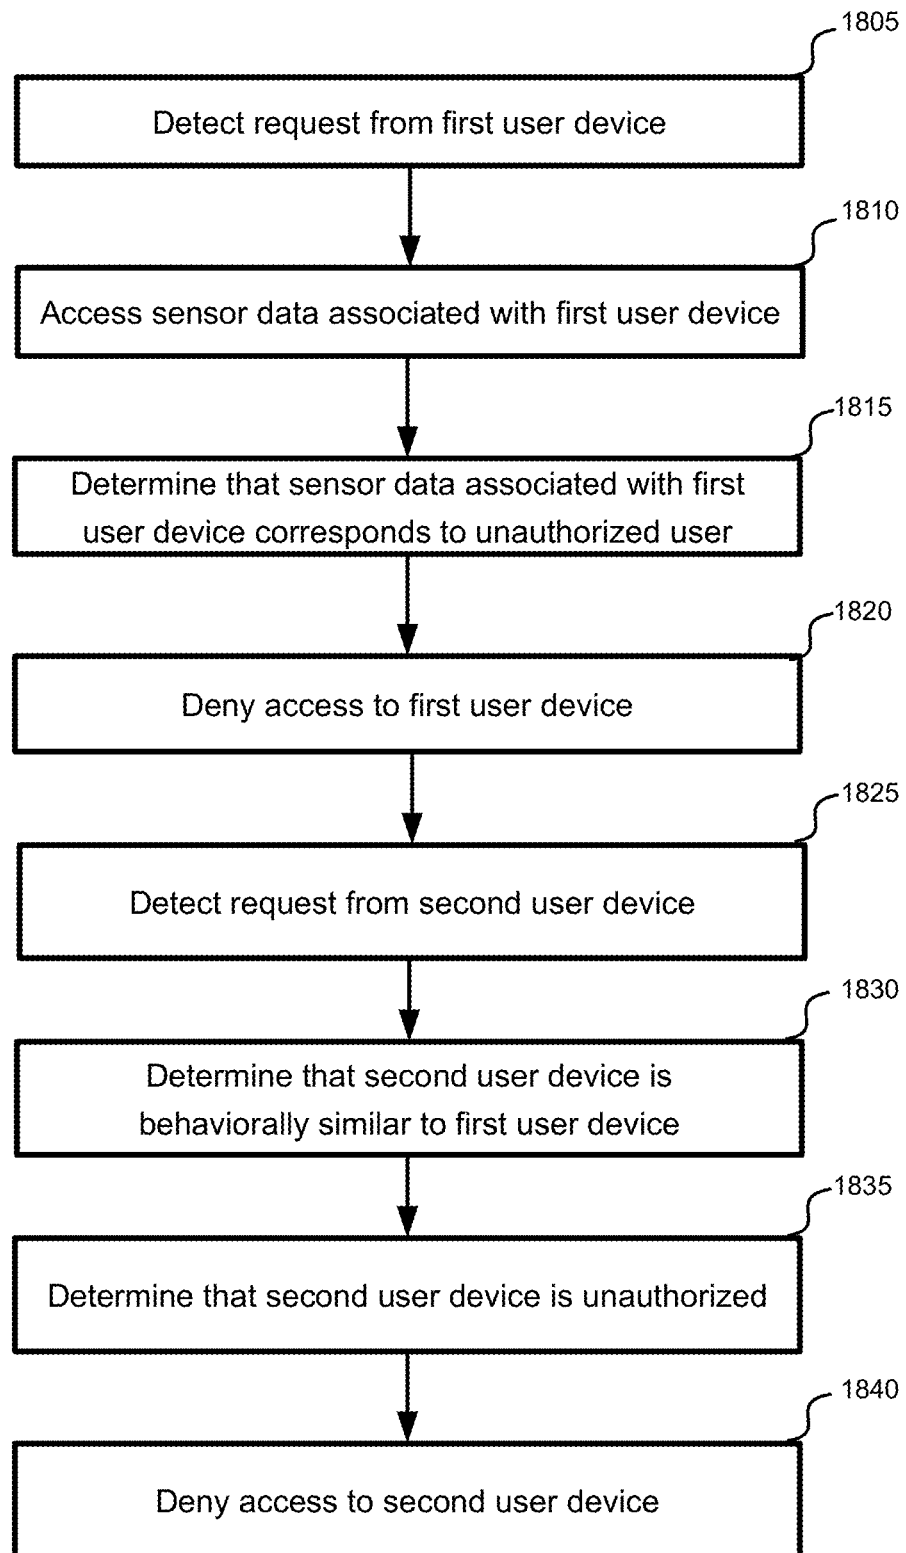 1805
Detect request from first user device
1810
Access sensor data associated with first user device
1815
Determine that sensor data associated with first
user device corresponds to unauthorized user
1820
Deny access to first user device
1825
Detect request from second user device
1830
Determine that second user device is
behaviorally similar to first user device
1835
Determine that second user device is unauthorized
1840
Deny access to second user device